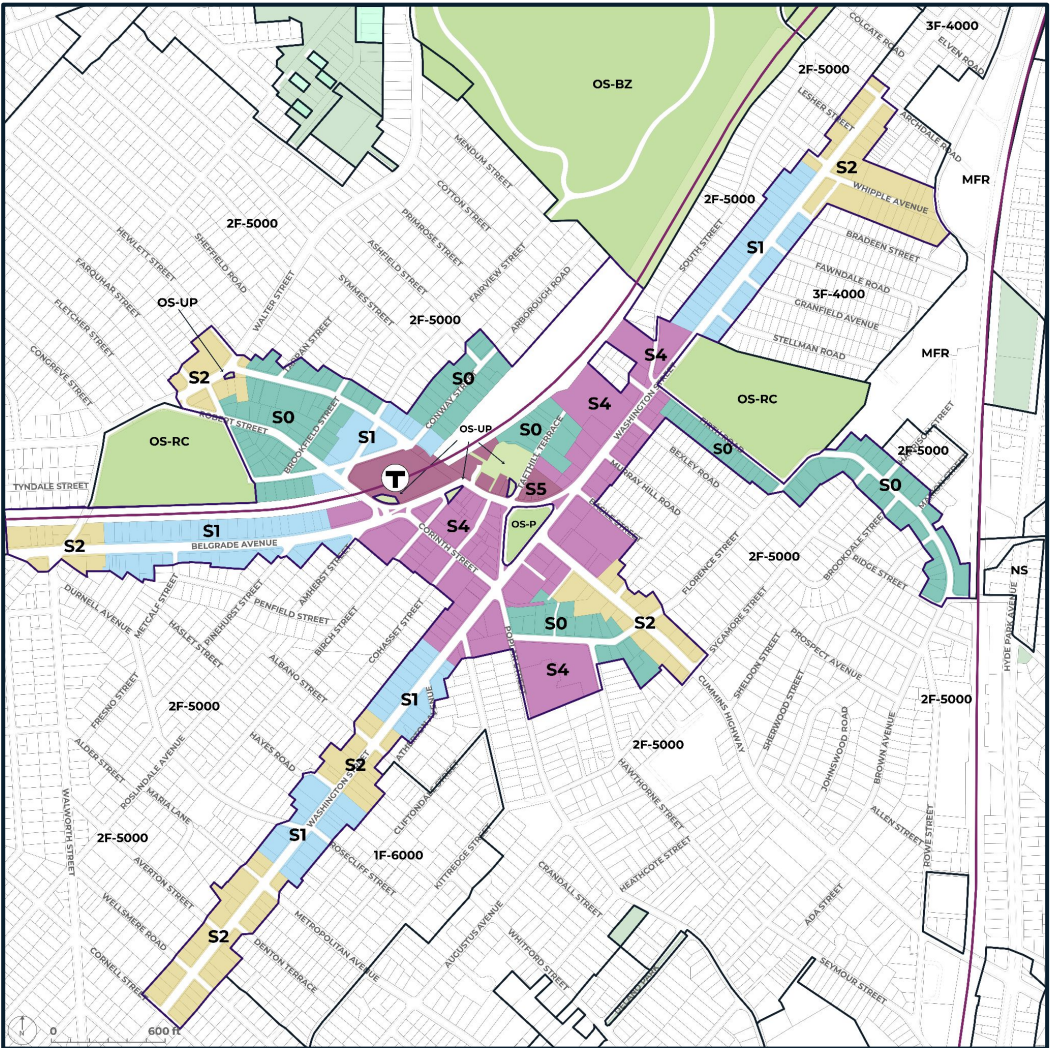 COLGATE ROAD
3F-4000
ELVEN ROAD
2F-5000
OS-BZ
LESHER STREET
ARCHDALE ROAD
MENDUM STREET
S2
MFR
WHIPPLE AVENUE
COTTON STREET
2F-5000
2F-5000
PRIMROSE STREET
BRADEEN STREET
HEWLETT STREET
SHEFFIELD ROAD
ASHFIELD STREET
FAIRVIEW STREET
SOUTH STREET
S1
FAWNDALE ROAD
FARQUHAR STREET
SYMMES STREET
ARBOROUGH ROAD
3F-4000
GRANFIELD AVENUE
OS-UP
WALTER STREET
2F-5000
FLETCHER STREET
STELLMAN ROAD
CONGREVE STREET
S4
MFR
S2
S0
CONWAY STREET
WASHINGTON STREET
OS-RC
S4
ROBERT STREET
S0
BROOKFIELD STREET
S1
OS-UP
S0
TAFTHILL TERRACE
S0
BEXLEY ROAD
2F-5000
OS-RC
T
MURRAY HILL ROAD
S0
TYNDALE STREET
S5
S1
S2
BELGRADE AVENUE
S4
CORINTH STREET
OS-P
FLORENCE STREET
2F-5000
BROOKDALE STREET
RIDGE STREET
AMHERST STREET
NS
DURNELL AVENUE
METCALF STREET
PINEHURST STREET
PENFIELD STREET
BIRCH STREET
COHASSET STREET
S0
S2
SYCAMORE STREET
HASLET STREET
POPLAR STREET
PROSPECT AVENUE
HYDE PARK AVENUE
SHELDON STREET
ALBANO STREET
S4
SHERWOOD STREET
FRESNO STREET
2F-5000
S1
CUMMINS HIGHWAY
2F-5000
JOHNSWOOD ROAD
BROWN AVENUE
ATHERTON AVENUE
2F-5000
ALDER STREET
ROSLINDALE AVENUE
HAYES ROAD
S2
WASHINGTON STREET
HAWTHORNE STREET
WALWORTH STREET
MARIA LANE
CLIFTONDALE STREET
ALLEN STREET
2F-5000
S1
1F-6000
ROSECLIFF STREET
KITTREDGE STREET
ROWE STREET
AVERTON STREET
CRANDALL STREET
HEATHCOTE STREET
WELLSMERE ROAD
S2
METROPOLITAN AVENUE
AUGUSTUS AVENUE
ADA STREET
DENTON TERRACE
WHITFORD STREET
CORNELL STREET
SEYMOUR STREET
N
0 600 ft